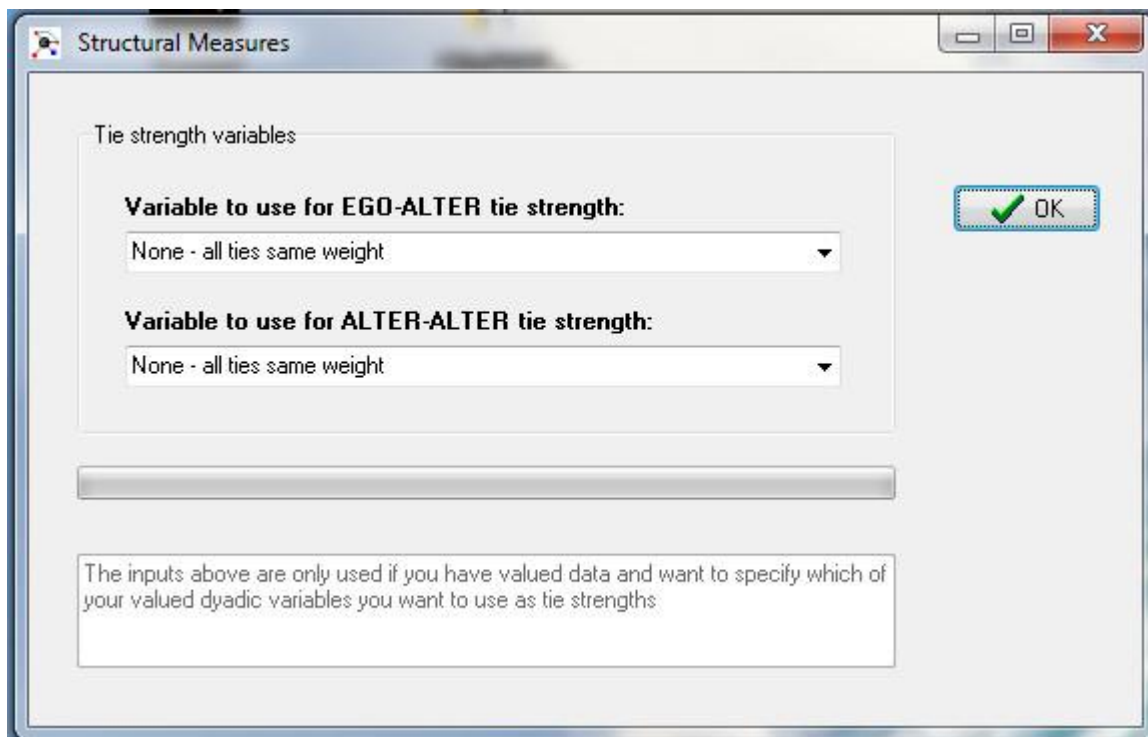 Structural Measures
Tie strength variables
Variable to use for EGO-ALTER tie strength:
None - all ties same weight
OK
Variable to use for ALTER-ALTER tie strength:
None - all ties same weight
The inputs above are only used if you have valued data and want to specify which of
your valued dyadic variables you want to use as tie strengths